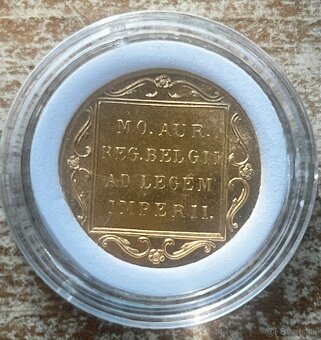 MO. AUR.
REG. BELGII
AD LEGEM
IMPERII.